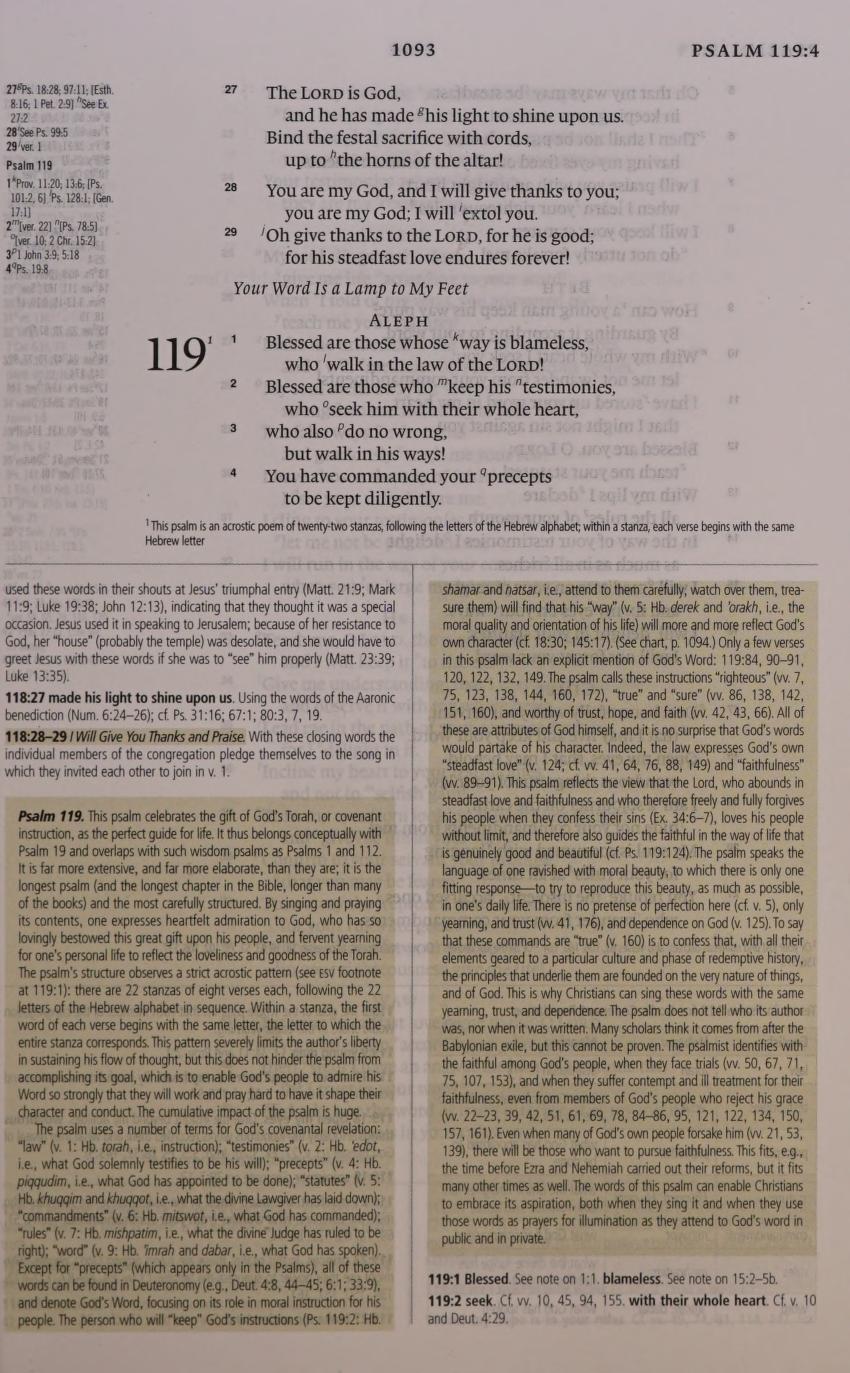 1093
PSALM 119:4
27 g Ps. 18:28; 97:11; [Esth.
8:16; 1 Pet. 2:9] h See Ex.
27:2
28 i See Ps. 99:5
29 j ver. 1
Psalm 119
1 k Prov. 11:20; 13:6; [Ps.
101:2, 6] l Ps. 128:1; [Gen.
17:1]
2 m [ver. 22] n [Ps. 78:5]
o [ver. 10; 2 Chr. 15:2]
3 p 1 John 3:9; 5:18
4 q Ps. 19:8
27 The LORD is God,
and he has made g his light to shine upon us.
Bind the festal sacrifice with cords,
up to h the horns of the altar!
28 You are my God, and I will give thanks to you;
you are my God; I will i extol you.
29 j Oh give thanks to the LORD, for he is good;
for his steadfast love endures forever!
Your Word Is a Lamp to My Feet
ALEPH
119 1 1 Blessed are those whose k way is blameless,
who l walk in the law of the LORD!
2 Blessed are those who m keep his n testimonies,
who o seek him with their whole heart,
3 who also p do no wrong,
but walk in his ways!
4 You have commanded your q precepts
to be kept diligently.
1 This psalm is an acrostic poem of twenty-two stanzas, following the letters of the Hebrew alphabet; within a stanza, each verse begins with the same
Hebrew letter
used these words in their shouts at Jesus' triumphal entry (Matt. 21:9; Mark
11:9; Luke 19:38; John 12:13), indicating that they thought it was a special
occasion. Jesus used it in speaking to Jerusalem; because of her resistance to
God, her "house" (probably the temple) was desolate, and she would have to
greet Jesus with these words if she was to "see" him properly (Matt. 23:39;
Luke 13:35).
118:27 made his light to shine upon us. Using the words of the Aaronic
benediction (Num. 6:24–26); cf. Ps. 31:16; 67:1; 80:3, 7, 19.
118:28–29 I Will Give You Thanks and Praise. With these closing words the
individual members of the congregation pledge themselves to the song in
which they invited each other to join in v. 1.
Psalm 119. This psalm celebrates the gift of God's Torah, or covenant
instruction, as the perfect guide for life. It thus belongs conceptually with
Psalm 19 and overlaps with such wisdom psalms as Psalms 1 and 112.
It is far more extensive, and far more elaborate, than they are; it is the
longest psalm (and the longest chapter in the Bible, longer than many
of the books) and the most carefully structured. By singing and praying
its contents, one expresses heartfelt admiration to God, who has so
lovingly bestowed this great gift upon his people, and fervent yearning
for one's personal life to reflect the loveliness and goodness of the Torah.
The psalm's structure observes a strict acrostic pattern (see ESV footnote
at 119:1): there are 22 stanzas of eight verses each, following the 22
letters of the Hebrew alphabet in sequence. Within a stanza, the first
word of each verse begins with the same letter, the letter to which the
entire stanza corresponds. This pattern severely limits the author's liberty
in sustaining his flow of thought, but this does not hinder the psalm from
accomplishing its goal, which is to enable God's people to admire his
Word so strongly that they will work and pray hard to have it shape their
character and conduct. The cumulative impact of the psalm is huge.
The psalm uses a number of terms for God's covenantal revelation:
"law" (v. 1: Hb. torah, i.e., instruction); "testimonies" (v. 2: Hb. 'edot,
i.e., what God solemnly testifies to be his will); "precepts" (v. 4: Hb.
piqqudim, i.e., what God has appointed to be done); "statutes" (v. 5:
Hb. khuqqim and khuqqot, i.e., what the divine Lawgiver has laid down);
"commandments" (v. 6: Hb. mitswot, i.e., what God has commanded);
"rules" (v. 7: Hb. mishpatim, i.e., what the divine Judge has ruled to be
right); "word" (v. 9: Hb. 'imrah and dabar, i.e., what God has spoken).
Except for "precepts" (which appears only in the Psalms), all of these
words can be found in Deuteronomy (e.g., Deut. 4:8, 44–45; 6:1; 33:9),
and denote God's Word, focusing on its role in moral instruction for his
people. The person who will "keep" God's instructions (Ps. 119:2: Hb.
shamar and natsar, i.e., attend to them carefully; watch over them, trea-
sure them) will find that his "way" (v. 5: Hb. derek and 'orakh, i.e., the
moral quality and orientation of his life) will more and more reflect God's
own character (cf. 18:30; 145:17). (See chart, p. 1094.) Only a few verses
in this psalm lack an explicit mention of God's Word: 119:84, 90–91,
120, 122, 132, 149. The psalm calls these instructions "righteous" (vv. 7,
75, 123, 138, 144, 160, 172), "true" and "sure" (vv. 86, 138, 142,
151, 160), and worthy of trust, hope, and faith (vv. 42, 43, 66). All of
these are attributes of God himself, and it is no surprise that God's words
would partake of his character. Indeed, the law expresses God's own
"steadfast love" (v. 124; cf. vv. 41, 64, 76, 88, 149) and "faithfulness"
(vv. 89–91). This psalm reflects the view that the Lord, who abounds in
steadfast love and faithfulness and who therefore freely and fully forgives
his people when they confess their sins (Ex. 34:6–7), loves his people
without limit, and therefore also guides the faithful in the way of life that
is genuinely good and beautiful (cf. Ps. 119:124). The psalm speaks the
language of one ravished with moral beauty, to which there is only one
fitting response—to try to reproduce this beauty, as much as possible,
in one's daily life. There is no pretense of perfection here (cf. v. 5), only
yearning, and trust (vv. 41, 176), and dependence on God (v. 125). To say
that these commands are "true" (v. 160) is to confess that, with all their
elements geared to a particular culture and phase of redemptive history,
the principles that underlie them are founded on the very nature of things,
and of God. This is why Christians can sing these words with the same
yearning, trust, and dependence. The psalm does not tell who its author
was, nor when it was written. Many scholars think it comes from after the
Babylonian exile, but this cannot be proven. The psalmist identifies with
the faithful among God's people, when they face trials (vv. 50, 67, 71,
75, 107, 153), and when they suffer contempt and ill treatment for their
faithfulness, even from members of God's people who reject his grace
(vv. 22–23, 39, 42, 51, 61, 69, 78, 84–86, 95, 121, 122, 134, 150,
157, 161). Even when many of God's own people forsake him (vv. 21, 53,
139), there will be those who want to pursue faithfulness. This fits, e.g.,
the time before Ezra and Nehemiah carried out their reforms, but it fits
many other times as well. The words of this psalm can enable Christians
to embrace its aspiration, both when they sing it and when they use
those words as prayers for illumination as they attend to God's word in
public and in private.
119:1 Blessed. See note on 1:1. blameless. See note on 15:2–5b.
119:2 seek. Cf. vv. 10, 45, 94, 155. with their whole heart. Cf. v. 10
and Deut. 4:29.